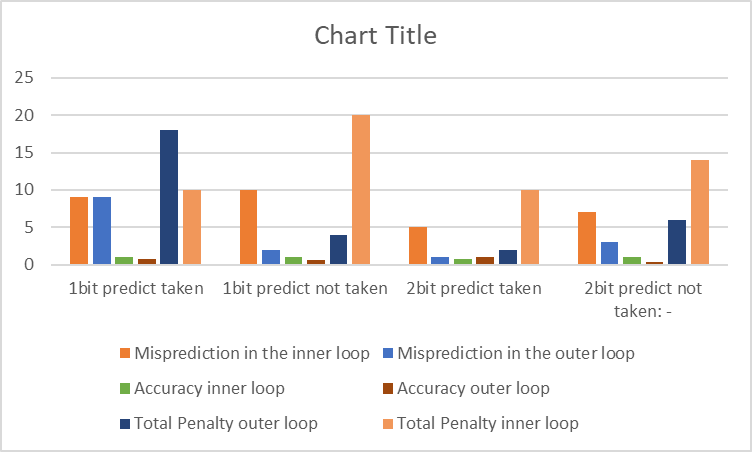 Chart Title
25
20
15
10
5
0
1bit predict taken
1bit predict not taken
2bit predict taken
2bit predict not
taken: -
Misprediction in the inner loop
Misprediction in the outer loop
Accuracy inner loop
Accuracy outer loop
Total Penalty outer loop
Total Penalty inner loop